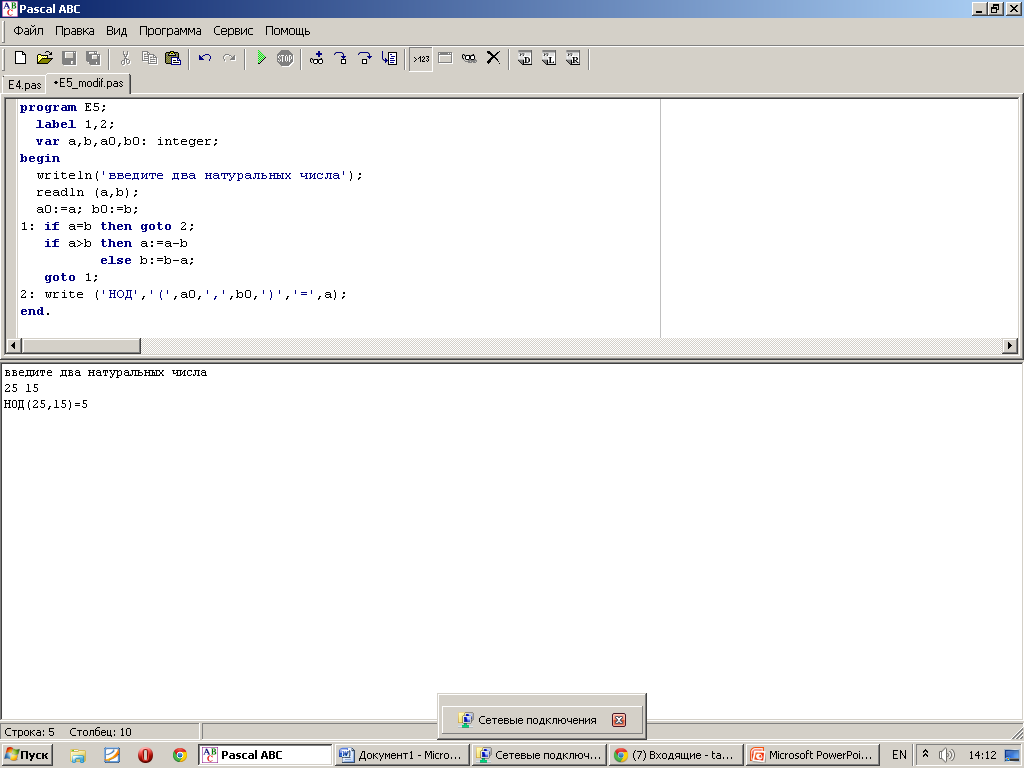 Pascal ABC
Файл Правка Вид Программа Сервис Помощь
STOP >123 D L R
E4.pas •E5_modif.pas
program E5;
label 1,2;
var a,b,a0,b0: integer;
begin
writeln('введите два натуральных числа');
readln (a,b);
a0:=a; b0:=b;
1: if a=b then goto 2;
if a>b then a:=a-b
else b:=b-a;
goto 1;
2: write ('НОД','(',a0,',',b0,')','=',a);
end.
введите два натуральных числа
25 15
НОД(25,15)=5
Сетевые подключения
Строка: 5 Столбец: 10
Пуск Pascal ABC Документ1 - Micro... Сетевые подключ... (7) Входящие - ta... Microsoft PowerPoi... EN 14:12